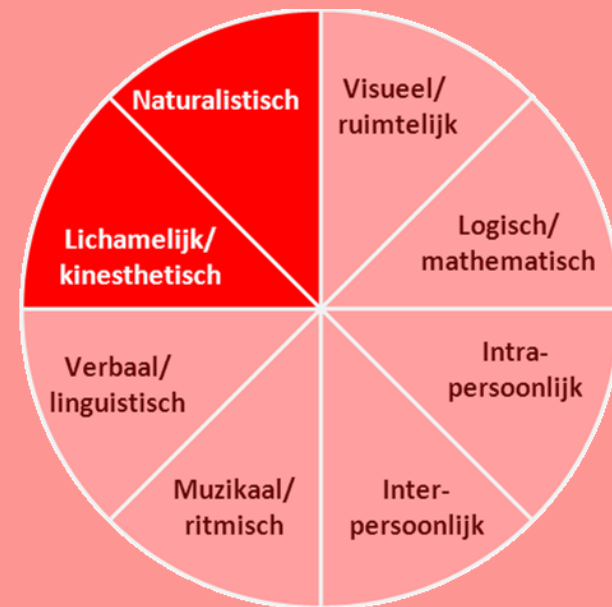 Naturalistisch
Visueel/
ruimtelijk
Logisch/
mathematisch
Intra-
persoonlijk
Inter-
persoonlijk
Muzikaal/
ritmisch
Verbaal/
linguistisch
Lichamelijk/
kinesthetisch